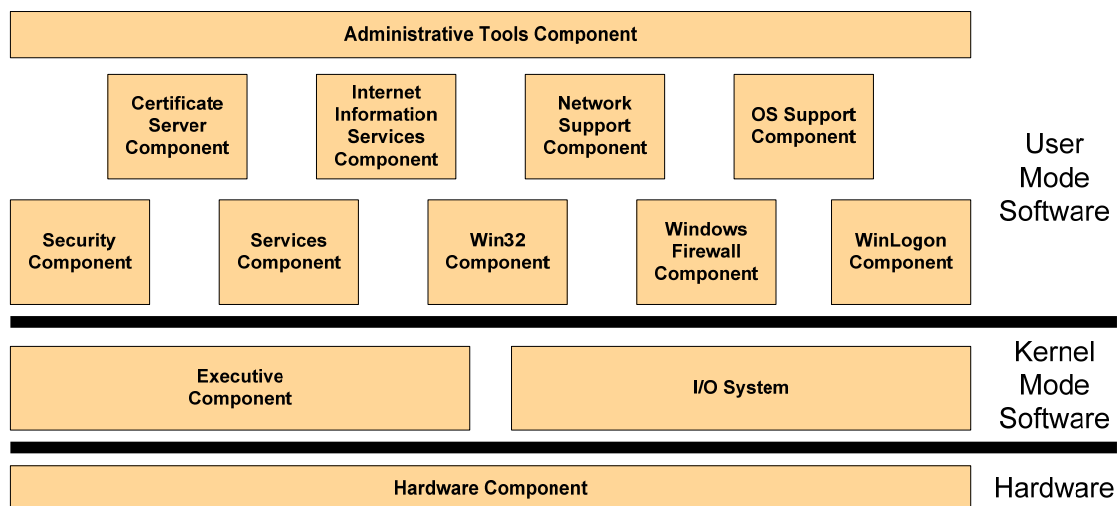 Administrative Tools Component
Certificate
Server
Component
Internet
Information
Services
Component
Network
Support
Component
OS Support
Component
User
Mode
Software
Security
Component
Services
Component
Win32
Component
Windows
Firewall
Component
WinLogon
Component
Executive
Component
I/O System
Kernel
Mode
Software
Hardware Component
Hardware